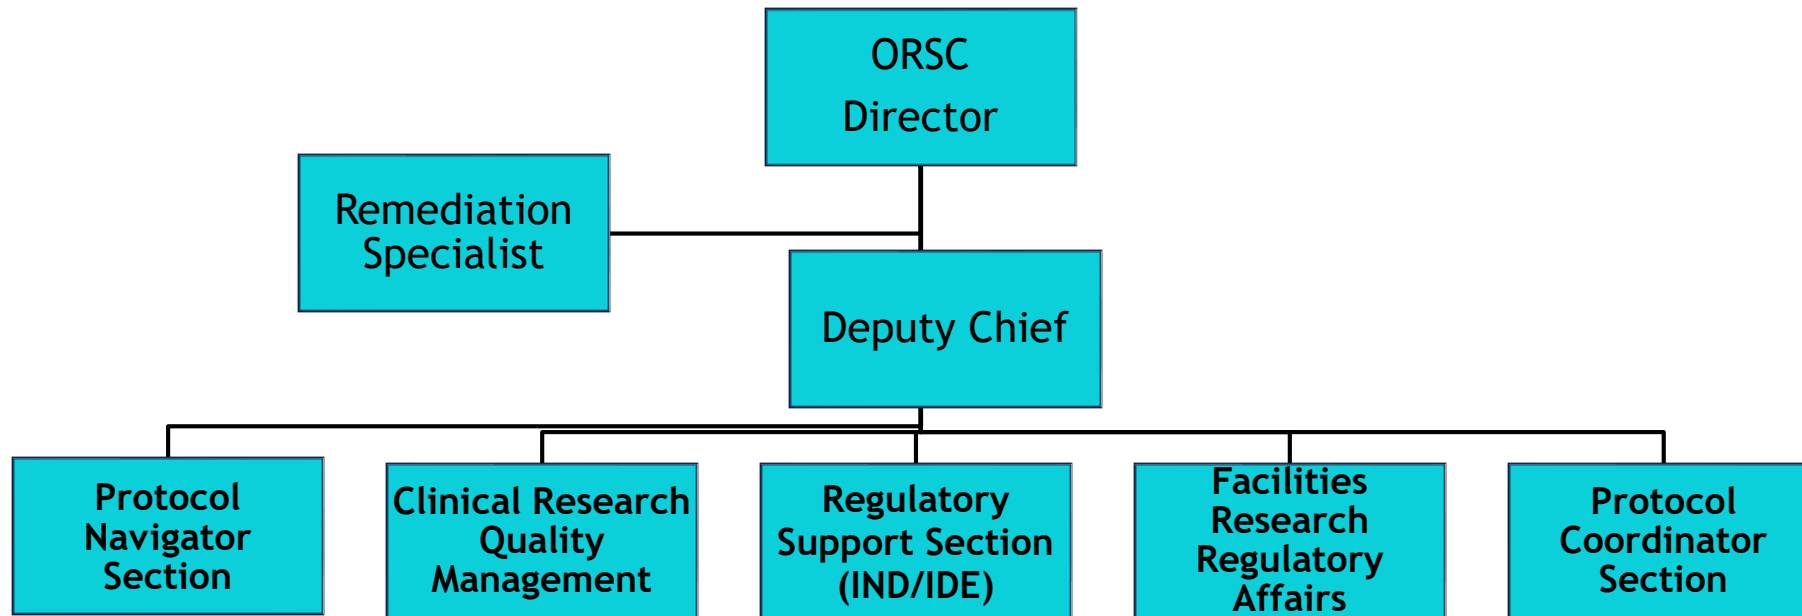 ORSC
Director
Remediation
Specialist
Deputy Chief
Protocol
Navigator
Section
Clinical Research
Quality
Management
Regulatory
Support Section
(IND/IDE)
Facilities
Research
Regulatory
Affairs
Protocol
Coordinator
Section